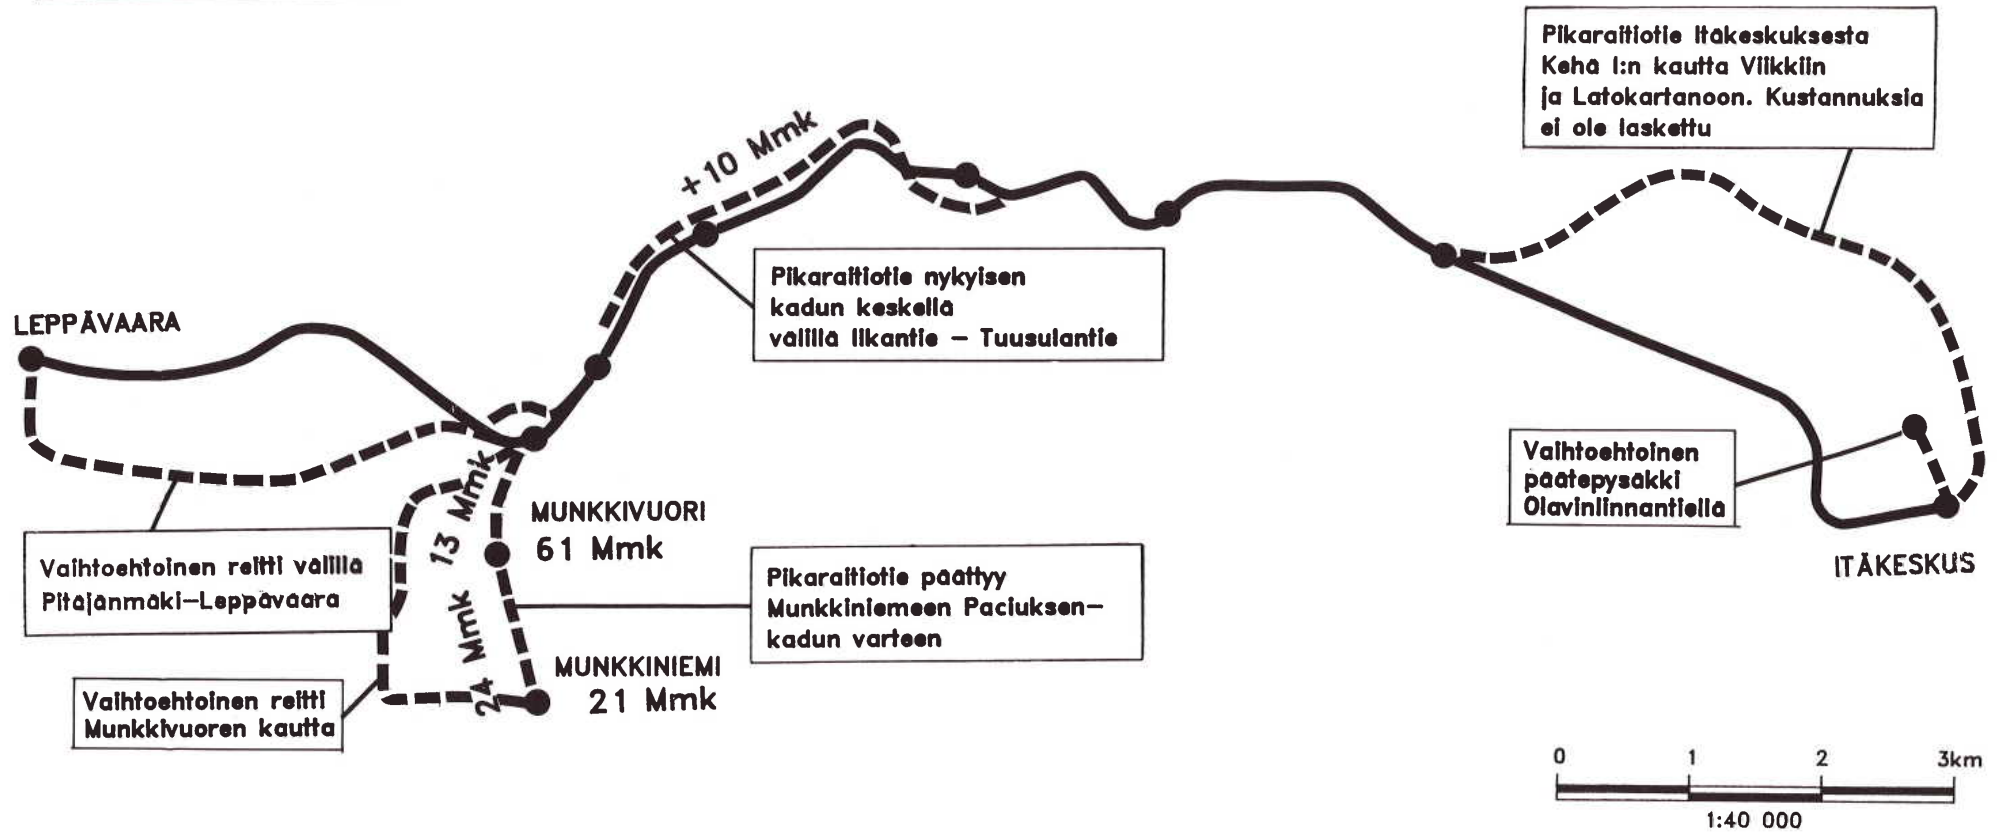 Pikaraitiotie Itäkeskuksesta
Kehä I:n kautta Viikkiin
ja Latokartanoon. Kustannuksia
ei ole laskettu
+10 Mmk
Pikaraitiotie nykyisen
kadun keskellä
välillä Ilkantie – Tuusulantie
LEPPÄVAARA
Vaihtoehtoinen
päätepysäkki
Olavinlinnantiellä
13 Mmk
MUNKKIVUORI
61 Mmk
ITÄKESKUS
Vaihtoehtoinen reitti välillä
Pitäjänmäki–Leppävaara
Pikaraitiotie päättyy
Munkkiniemeen Paciuksen–
kadun varteen
24 Mmk
MUNKKINIEMI
21 Mmk
Vaihtoehtoinen reitti
Munkkivuoren kautta
0 1 2 3km
1:40 000